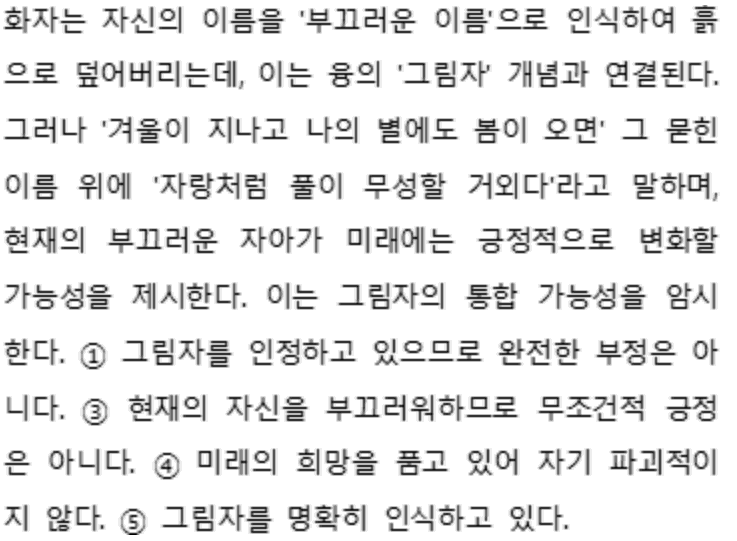 화자는 자신의 이름을 '부끄러운 이름'으로 인식하여 흙
으로 덮어버리는데, 이는 융의 '그림자' 개념과 연결된다.
그러나 '겨울이 지나고 나의 별에도 봄이 오면' 그 묻힌
이름 위에 '자랑처럼 풀이 무성할 거외다'라고 말하며,
현재의 부끄러운 자아가 미래에는 긍정적으로 변화할
가능성을 제시한다. 이는 그림자의 통합 가능성을 암시
한다. ① 그림자를 인정하고 있으므로 완전한 부정은 아
니다. ③ 현재의 자신을 부끄러워하므로 무조건적 긍정
은 아니다. ④ 미래의 희망을 품고 있어 자기 파괴적이
지 않다. ⑤ 그림자를 명확히 인식하고 있다.